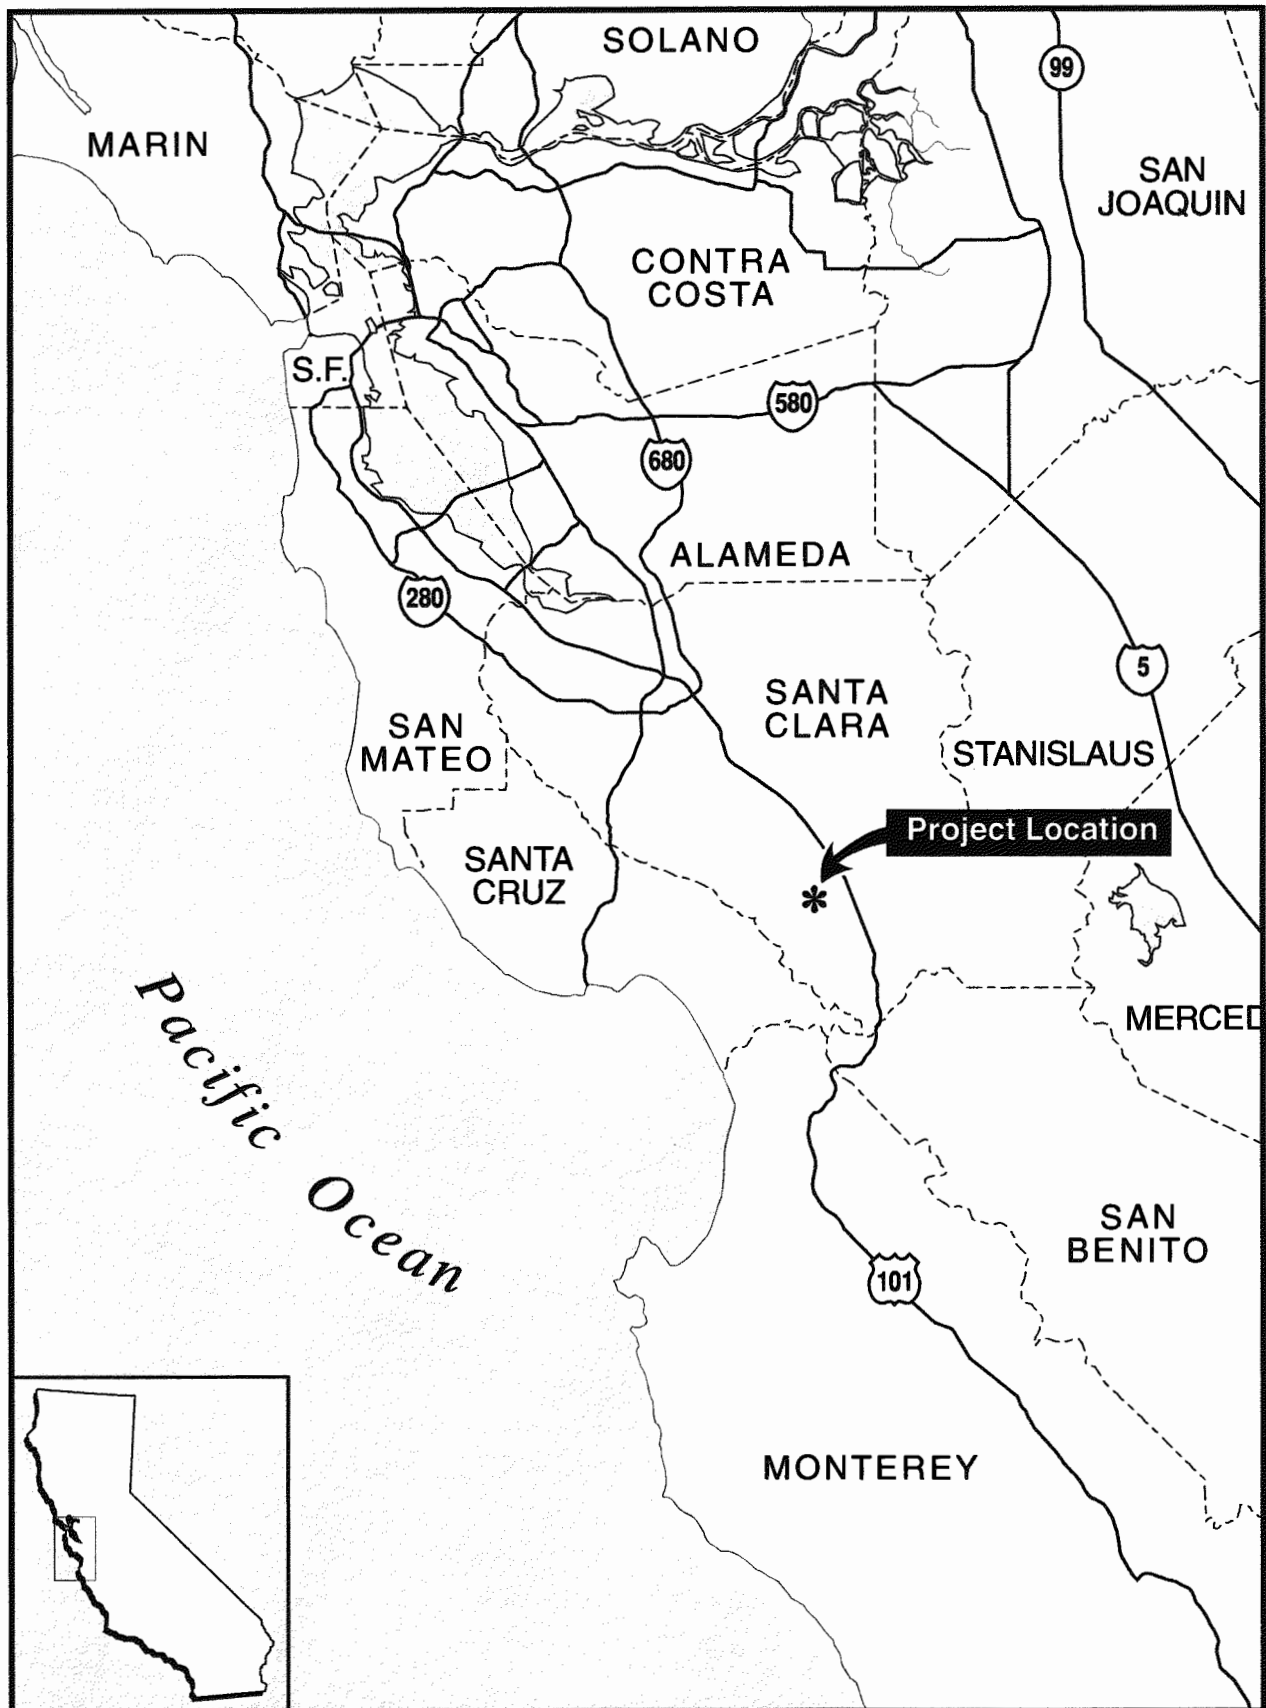 SOLANO
99
MARIN
SAN
JOAQUIN
CONTRA
COSTA
S.F.
580
680
ALAMEDA
280
5
SANTA
CLARA
SAN
MATEO
STANISLAUS
Project Location
SANTA
CRUZ
*
Pacific Ocean
MERCED
SAN
BENITO
101
MONTEREY